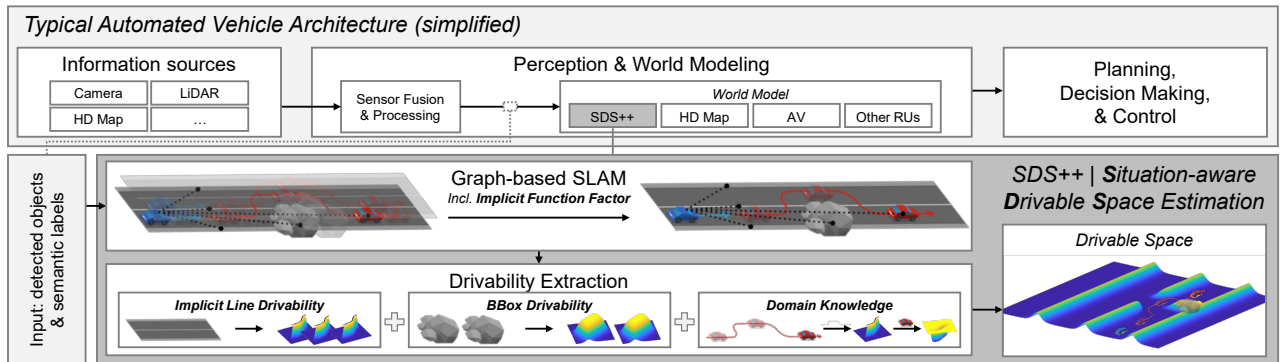 Typical Automated Vehicle Architecture (simplified)
Information sources
Camera
LiDAR
HD Map
…
Perception & World Modeling
Sensor Fusion
& Processing
World Model
SDS++
HD Map
AV
Other RUs
Planning,
Decision Making,
& Control
Input: detected objects
& semantic labels
Graph-based SLAM
Incl. Implicit Function Factor
SDS++ | Situation-aware
Drivable Space Estimation
Drivability Extraction
Implicit Line Drivability
BBox Drivability
Domain Knowledge
Drivable Space